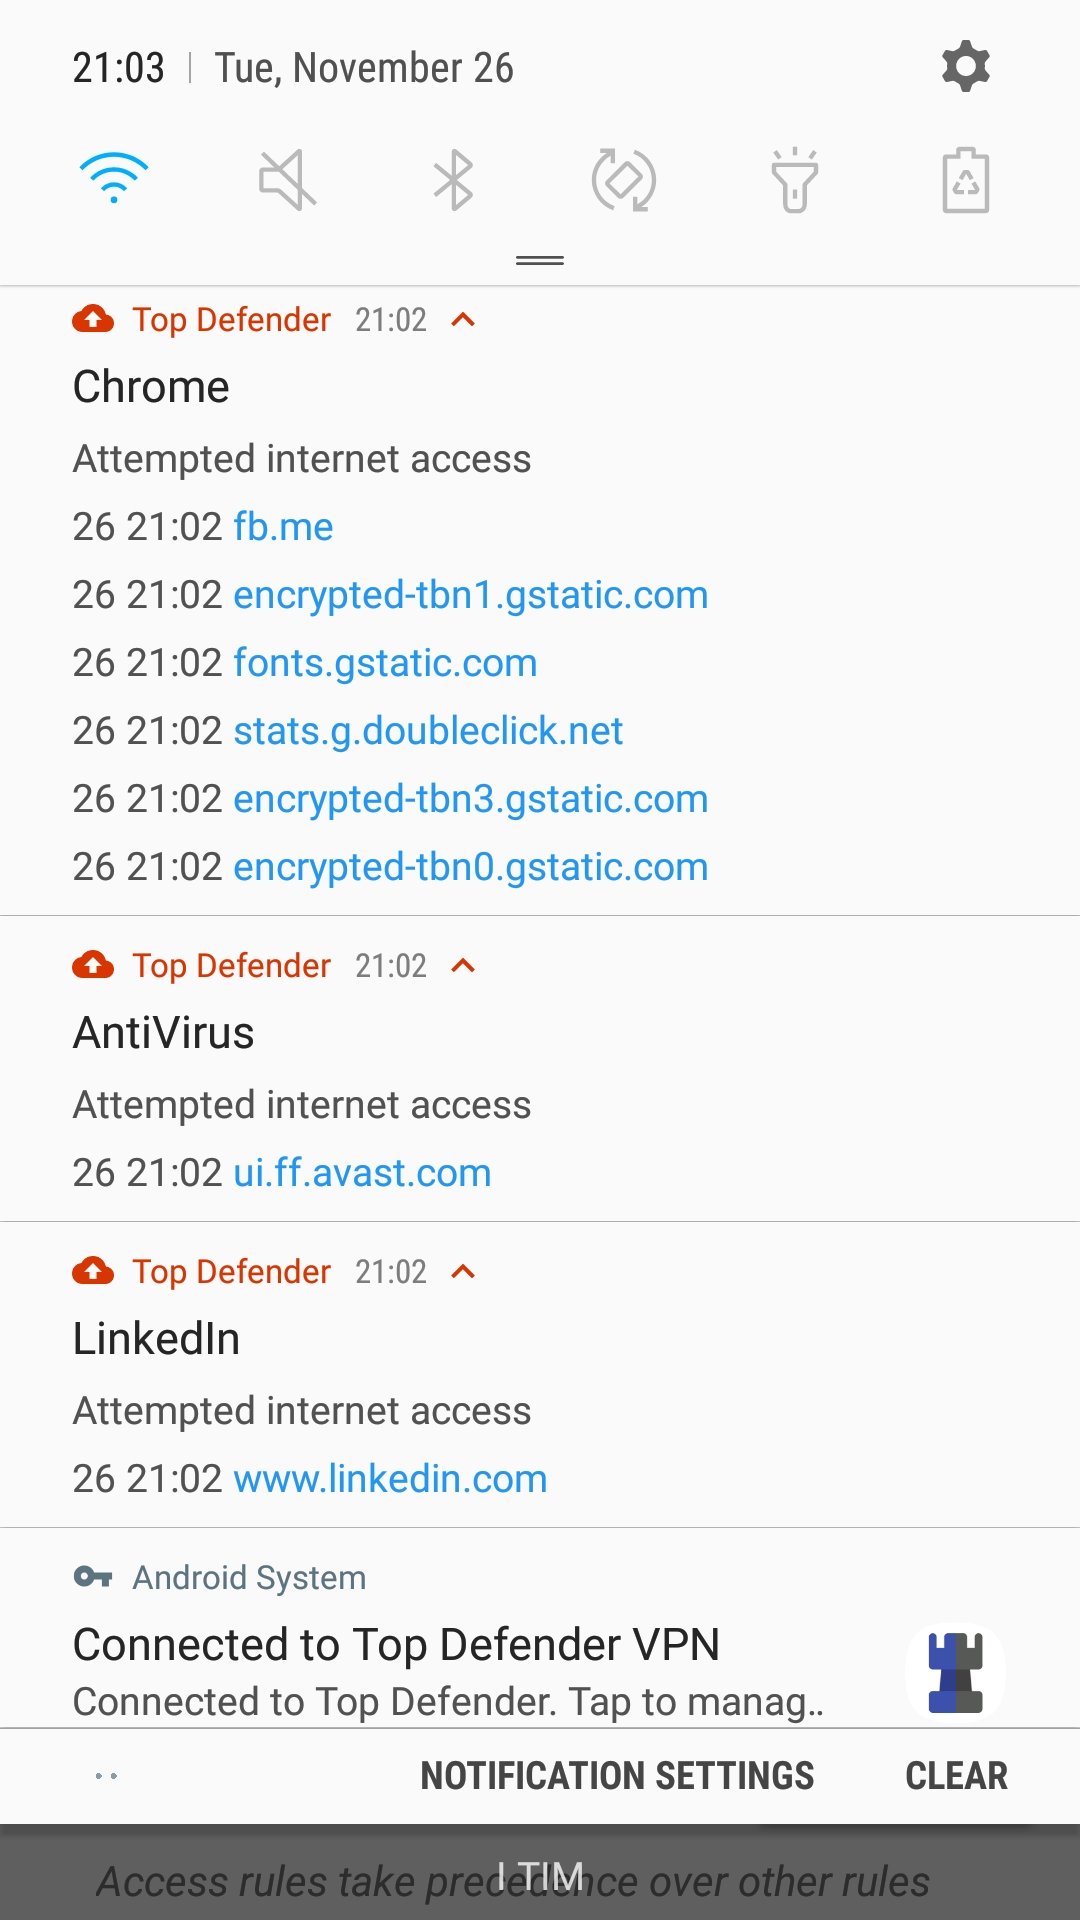 21:03 | Tue, November 26
Top Defender 21:02
Chrome
Attempted internet access
26 21:02 fb.me
26 21:02 encrypted-tbn1.gstatic.com
26 21:02 fonts.gstatic.com
26 21:02 stats.g.doubleclick.net
26 21:02 encrypted-tbn3.gstatic.com
26 21:02 encrypted-tbn0.gstatic.com
Top Defender 21:02
AntiVirus
Attempted internet access
26 21:02 ui.ff.avast.com
Top Defender 21:02
LinkedIn
Attempted internet access
26 21:02 www.linkedin.com
Android System
Connected to Top Defender VPN
Connected to Top Defender. Tap to manag..
NOTIFICATION SETTINGS CLEAR
Access rules take precedence over other rules
I TIM